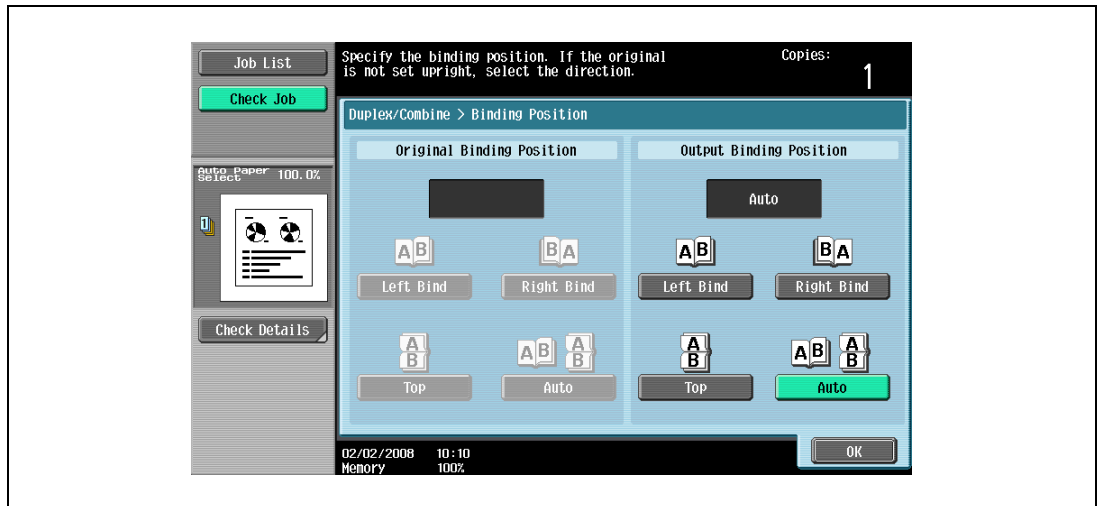 Job List
Check Job
Specify the binding position. If the original
is not set upright, select the direction.
Copies:
1
Duplex/Combine > Binding Position
Original Binding Position
Output Binding Position
Auto Paper
Select
100.0%
1
Auto
A B
B A
A B
B A
Left Bind
Right Bind
Left Bind
Right Bind
Check Details
A
B
A B
A
B
A
B
A B
A
B
Top
Auto
Top
Auto
OK
02/02/2008 10:10
Memory 100%